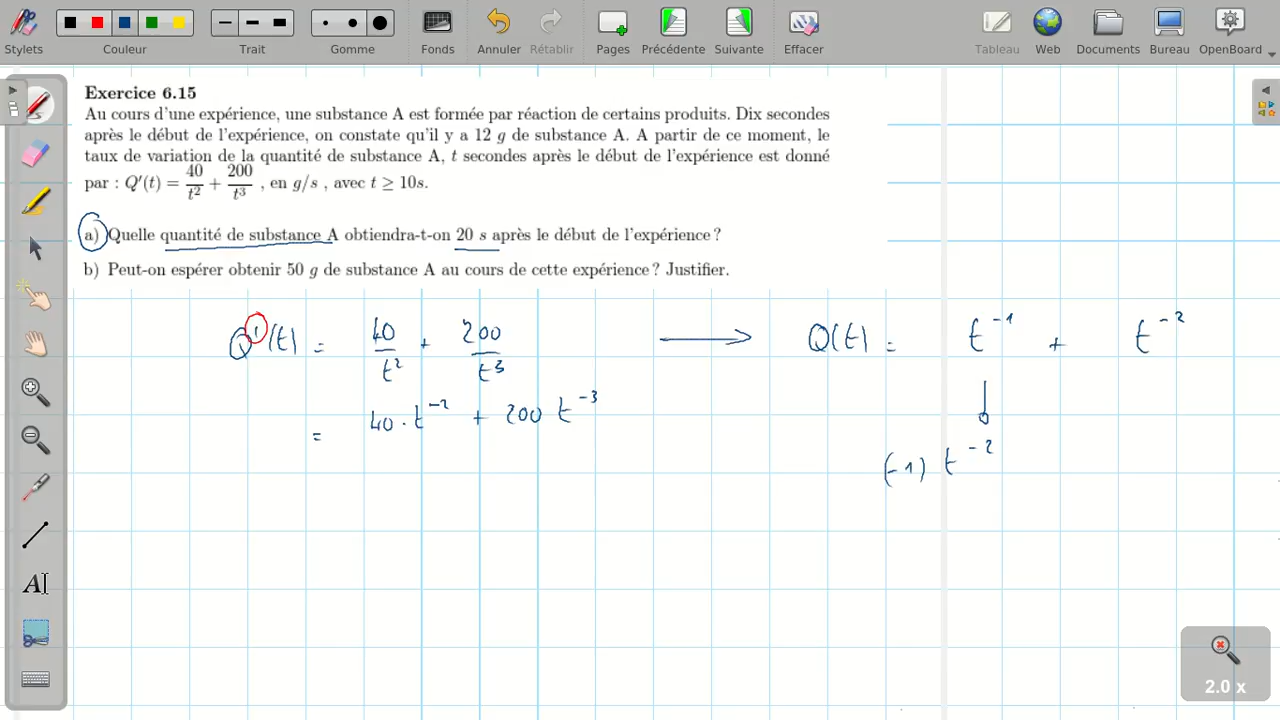 Stylets Couleur Trait Gomme Fonds Annuler Rétablir Pages Précédente Suivante Effacer Tableau Web Documents Bureau OpenBoard
Exercice 6.15
Au cours d'une expérience, une substance A est formée par réaction de certains produits. Dix secondes
après le début de l'expérience, on constate qu'il y a 12 g de substance A. A partir de ce moment, le
taux de variation de la quantité de substance A, t secondes après le début de l'expérience est donné
par : Q′(t) = 40/t² + 200/t³ , en g/s , avec t ≥ 10s.
a) Quelle quantité de substance A obtiendra-t-on 20 s après le début de l'expérience ?
b) Peut-on espérer obtenir 50 g de substance A au cours de cette expérience ? Justifier.
Q'(t) = 40/t² + 200/t³ → Q(t) = t⁻¹ + t⁻²
= 40 · t⁻² + 200 t⁻³
(-1) t⁻²
2.0 x